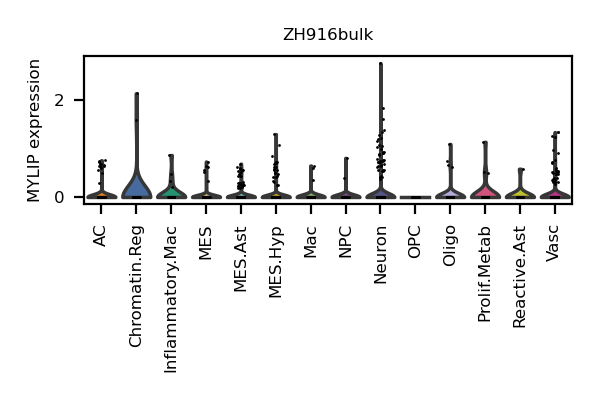 ZH916bulk
MYLIP expression
2
0
AC
Chromatin.Reg
Inflammatory.Mac
MES
MES.Ast
MES.Hyp
Mac
NPC
Neuron
OPC
Oligo
Prolif.Metab
Reactive.Ast
Vasc